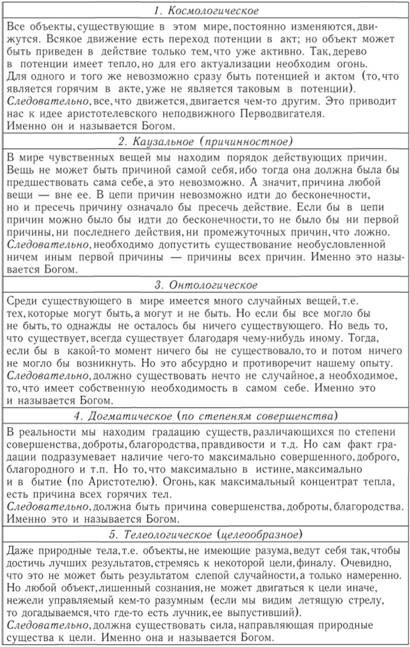 1. Космологическое
Все объекты, существующие в этом мире, постоянно изменяются, дви-
жутся. Всякое движение есть переход потенции в акт; но объект может
быть приведен в действие только тем, что уже активно. Так, дерево
в потенции имеет тепло, но для его актуализации необходим огонь.
Для одного и того же невозможно сразу быть потенцией и актом (то, что
является горячим в акте, уже не является таковым в потенции).
Следовательно, все, что движется, двигается чем-то другим. Это приводит
нас к идее аристотелевского неподвижного Перводвигателя.
Именно он и называется Богом.
2. Каузальное (причинностное)
В мире чувственных вещей мы находим порядок действующих причин.
Вещь не может быть причиной самой себя, ибо тогда она должна была бы
предшествовать сама себе, а это невозможно. А значит, причина любой
вещи — вне ее. В цепи причин невозможно идти до бесконечности,
но и пресечь причину означало бы пресечь действие. Если бы в цепи
причин можно было бы идти до бесконечности, то не было бы ни первой
причины, ни последнего действия, ни промежуточных причин, что ложно.
Следовательно, необходимо допустить существование необусловленной
ничем иным первой причины — причины всех причин. Именно это назы-
вается Богом.
3. Онтологическое
Среди существующего в мире имеется много случайных вещей, т.е.
тех, которые могут быть, а могут и не быть. Но если бы все могло бы
не быть, то однажды не осталось бы ничего существующего. Но ведь то,
что существует, всегда существует благодаря чему-нибудь иному. Тогда,
если бы в какой-то момент ничего бы не существовало, то и потом ничего
не могло бы возникнуть. Но это абсурдно и противоречит нашему опыту.
Следовательно, должно существовать нечто не случайное, а необходимое,
то, что имеет собственную необходимость в самом себе. Именно это
и называется Богом.
4. Догматическое (по степеням совершенства)
В реальности мы находим градацию существ, различающихся по степени
совершенства, доброты, благородства, правдивости и т.д. Но сам факт гра-
дации подразумевает наличие чего-то максимально совершенного, доброго,
благородного и т.п. Но то, что максимально в истине, максимально
и в бытие (по Аристотелю). Огонь, как максимальный концентрат тепла,
есть причина всех горячих тел.
Следовательно, должна быть причина совершенства, доброты, благородства.
Именно это и называется Богом.
5. Телеологическое (целеобразное)
Даже природные тела, т.е. объекты, не имеющие разума, ведут себя так, чтобы
достичь лучших результатов, стремясь к некоторой цели, финалу. Очевидно,
что это не может быть результатом слепой случайности, а только намеренно.
Но любой объект, лишенный сознания, не может двигаться к цели иначе,
нежели управляемый кем-то разумным (если мы видим летящую стрелу,
то догадываемся, что где-то есть лучник, ее выпустивший).
Следовательно, должна существовать сила, направляющая природные
существа к цели. Именно она и называется Богом.